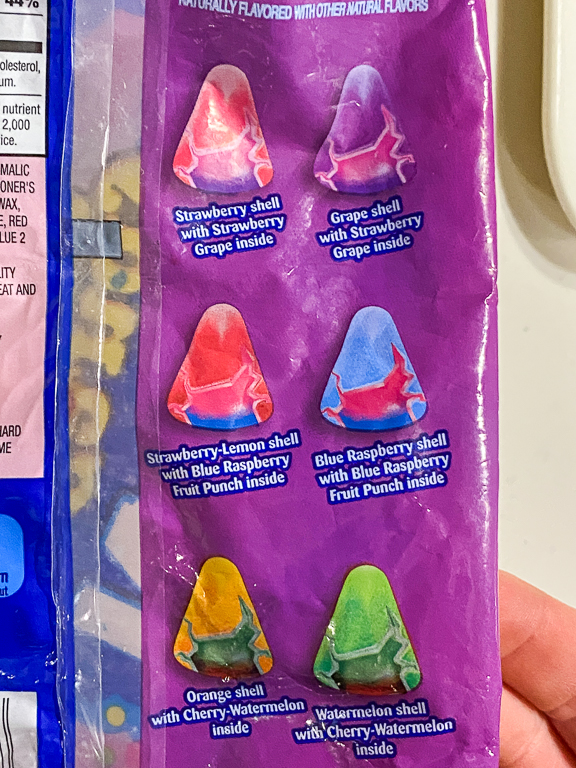 44%
olesterol,
um.
nutrient
2,000
ice.
MALIC
ONER'S
WAX,
E, RED
LUE 2
ITY
EAT AND
ARD
ME
NATURALLY FLAVORED WITH OTHER NATURAL FLAVORS
Strawberry shell
with Strawberry
Grape inside
Grape shell
with Strawberry
Grape inside
Strawberry-Lemon shell
with Blue Raspberry
Fruit Punch inside
Blue Raspberry shell
with Blue Raspberry
Fruit Punch inside
Orange shell
with Cherry-Watermelon
inside
Watermelon shell
with Cherry-Watermelon
inside